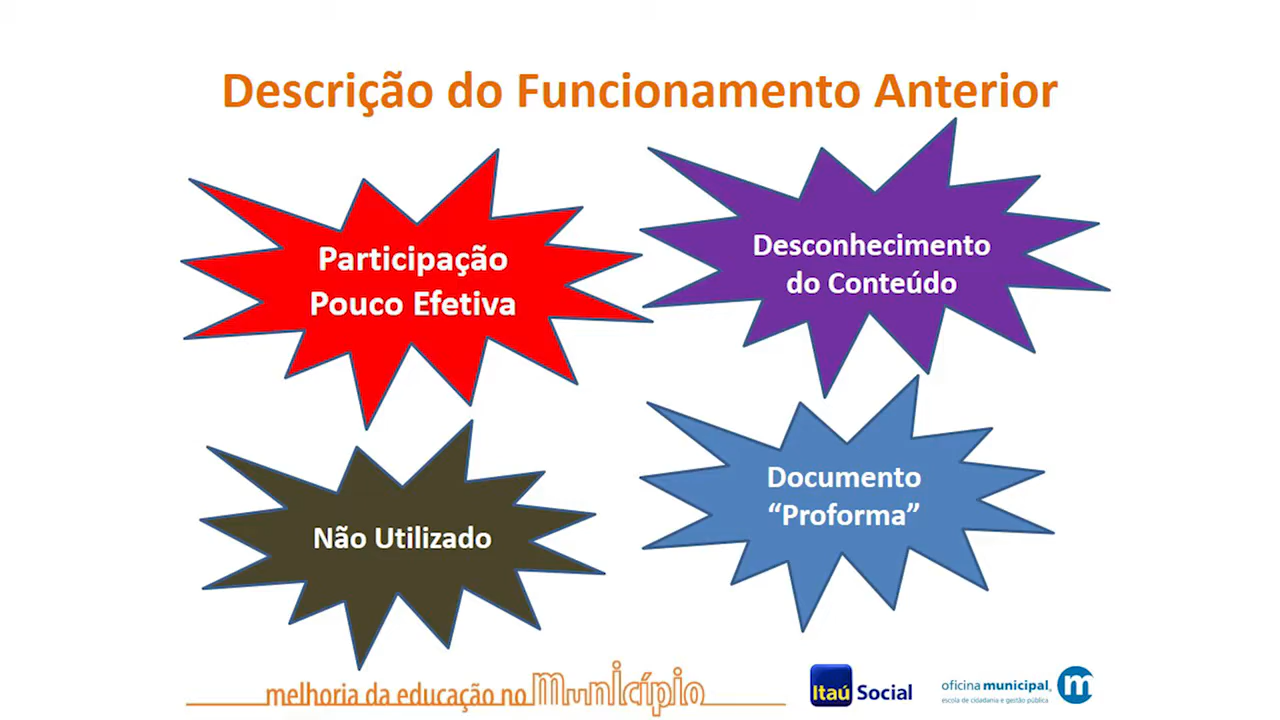 Descrição do Funcionamento Anterior
Participação
Pouco Efetiva
Desconhecimento
do Conteúdo
Não Utilizado
Documento
“Proforma”
melhoria da educação no município
Itaú Social
oficina municipal, m
escola de cidadania e gestão pública